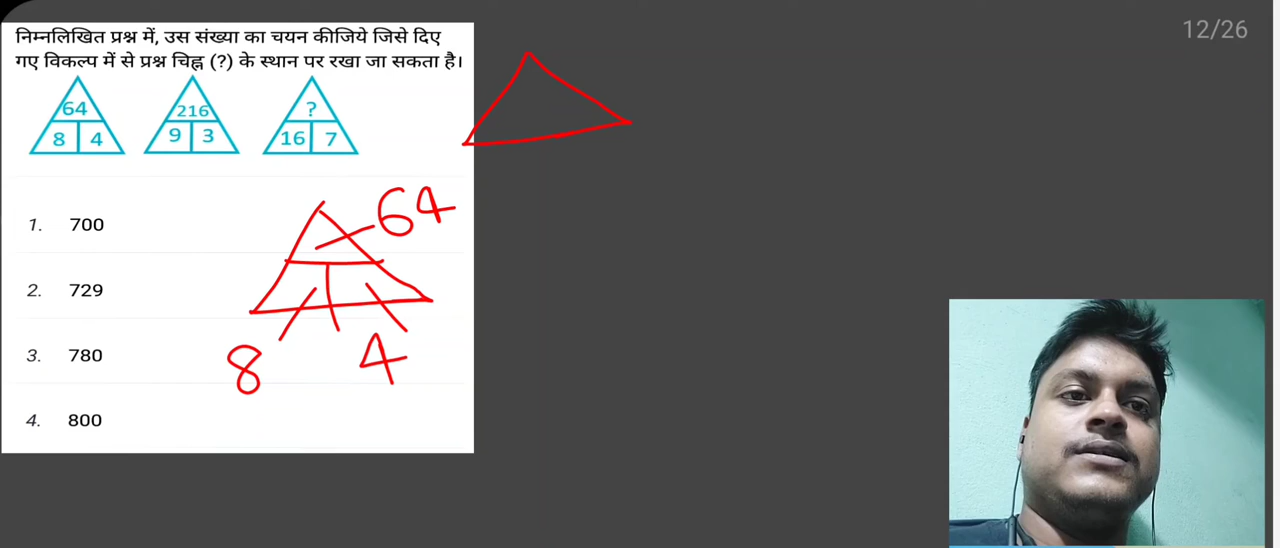 12/26
निम्नलिखित प्रश्न में, उस संख्या का चयन कीजिये जिसे दिए
गए विकल्प में से प्रश्न चिह्न (?) के स्थान पर रखा जा सकता है।
64 216 ?
8 4 9 3 16 7
64
1. 700
2. 729
3. 780
8 4
4. 800